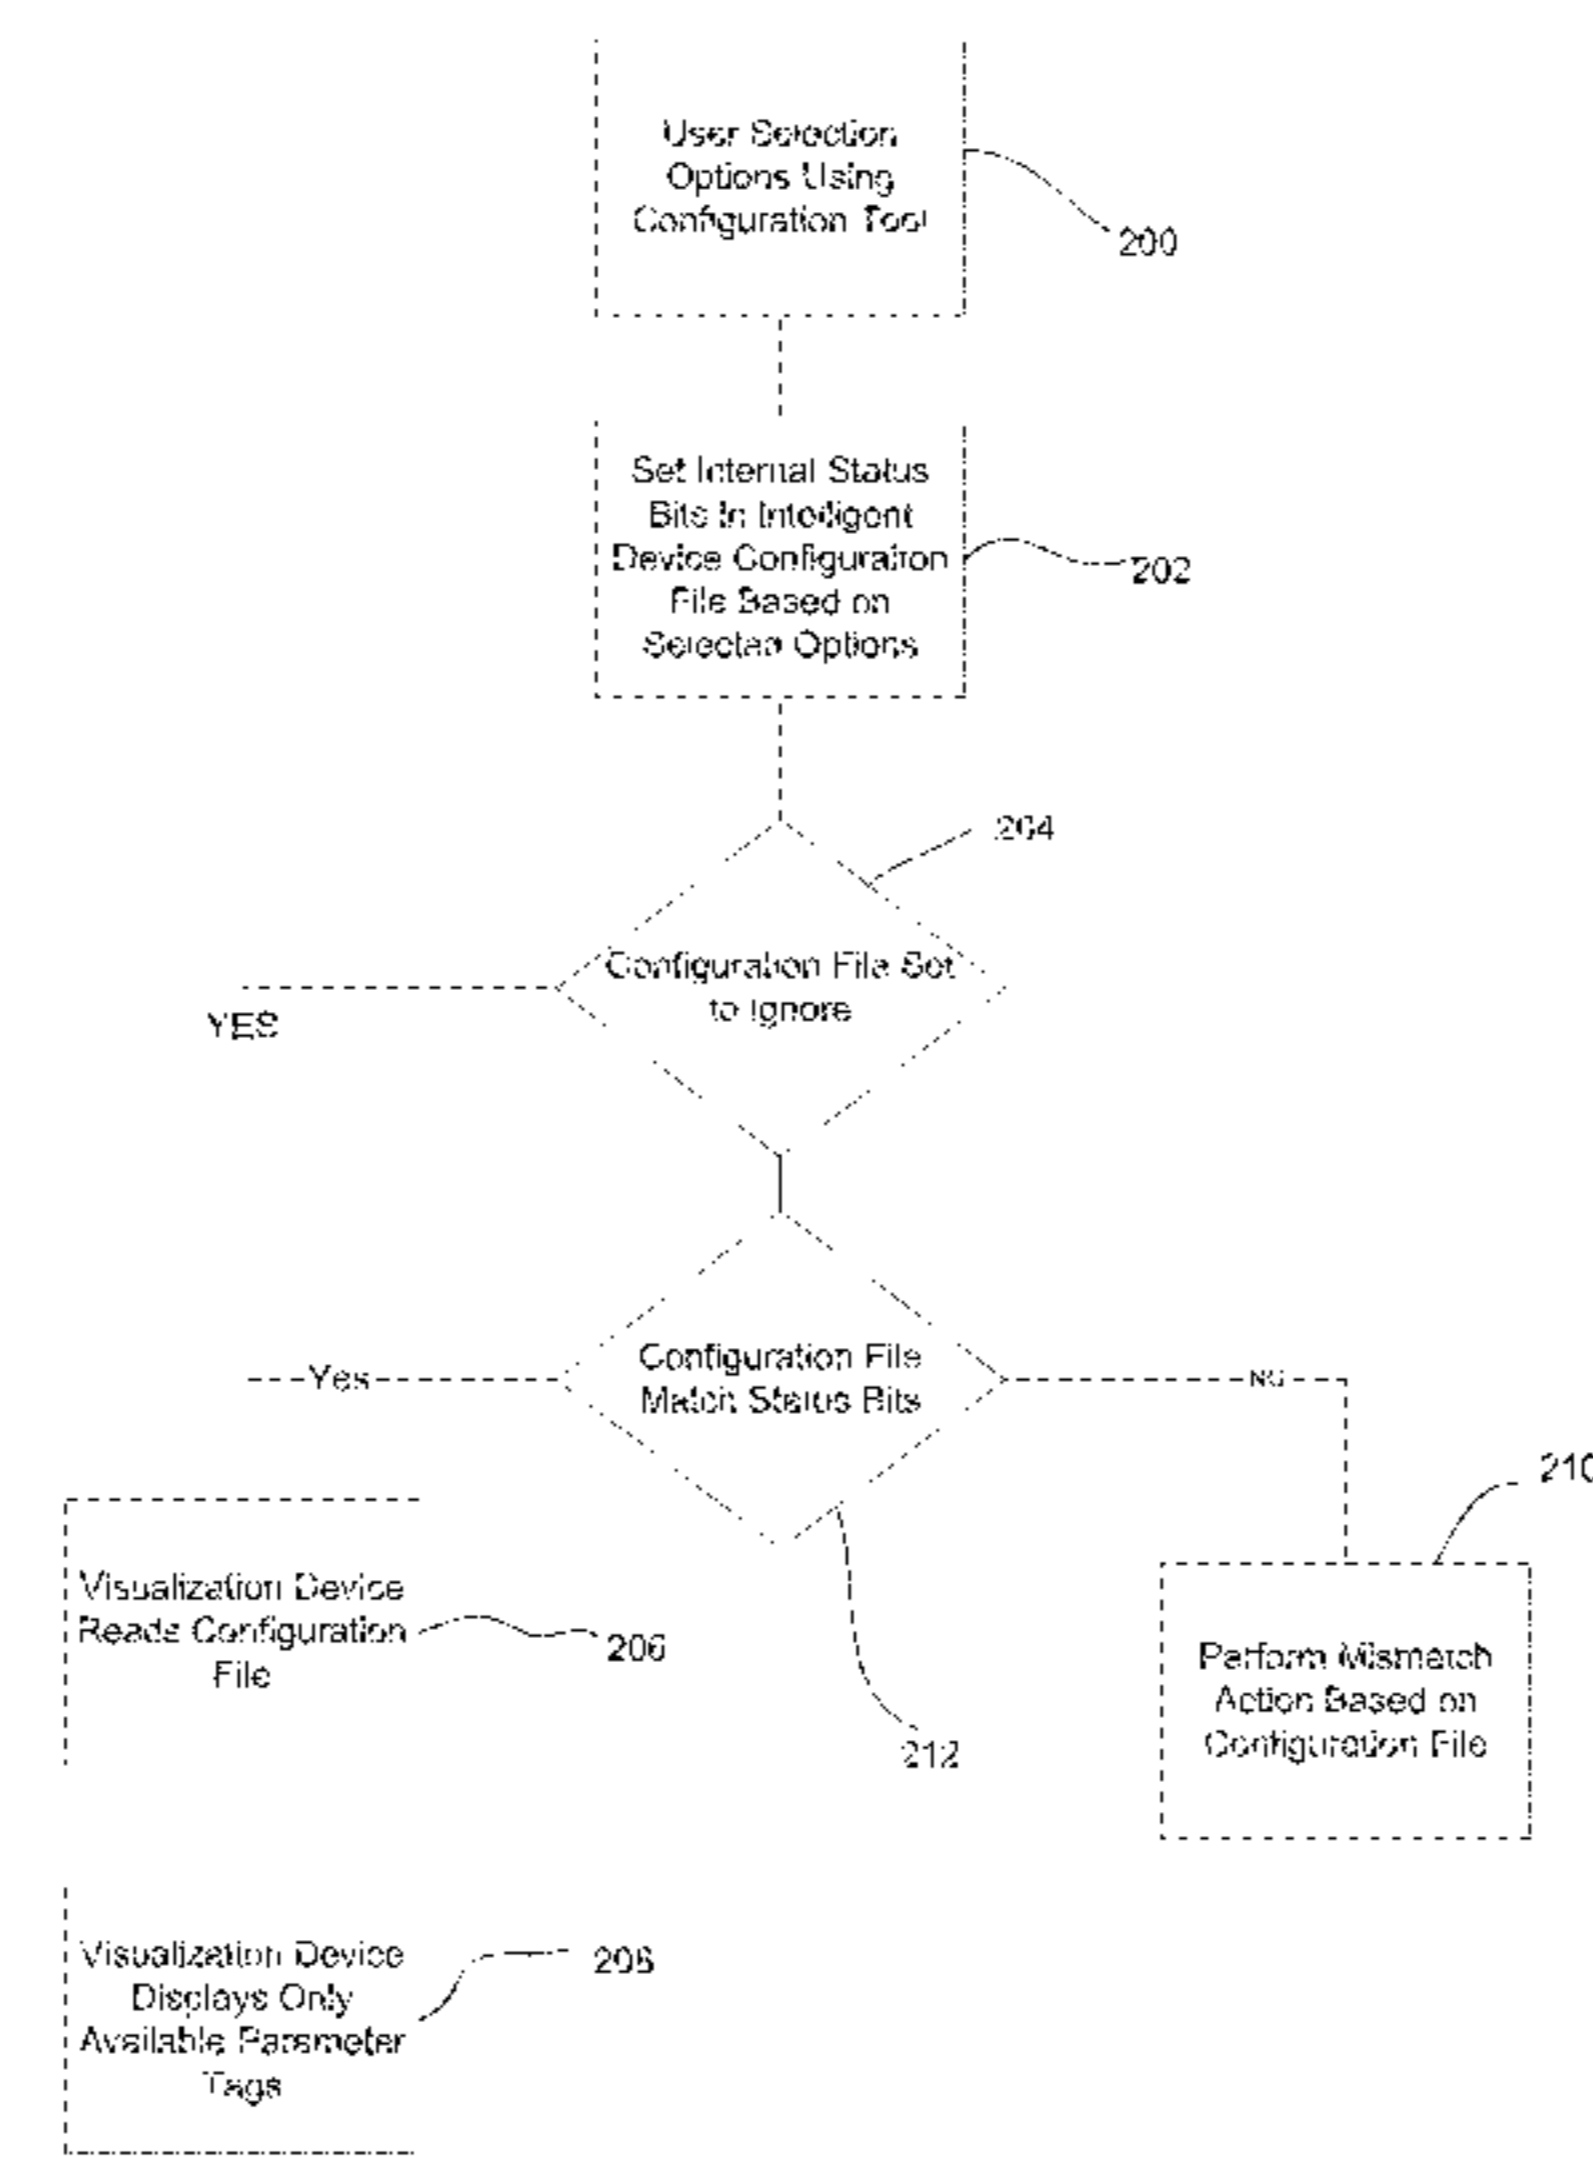 User Selection
Options Using
Configuration Tool
200
Set Internal Status
Bits In Intelligent
Device Configuraiton
File Based on
Selected Options
202
204
Configuration File Set
to Ignore
YES
Configuration File
Match Status Bits
Yes
NO
210
Visualization Device
Reads Configuration
File
206
Perform Mismatch
Action Based on
Configuration File
212
Visualization Device
Displays Only
Available Parameter
Tags
208